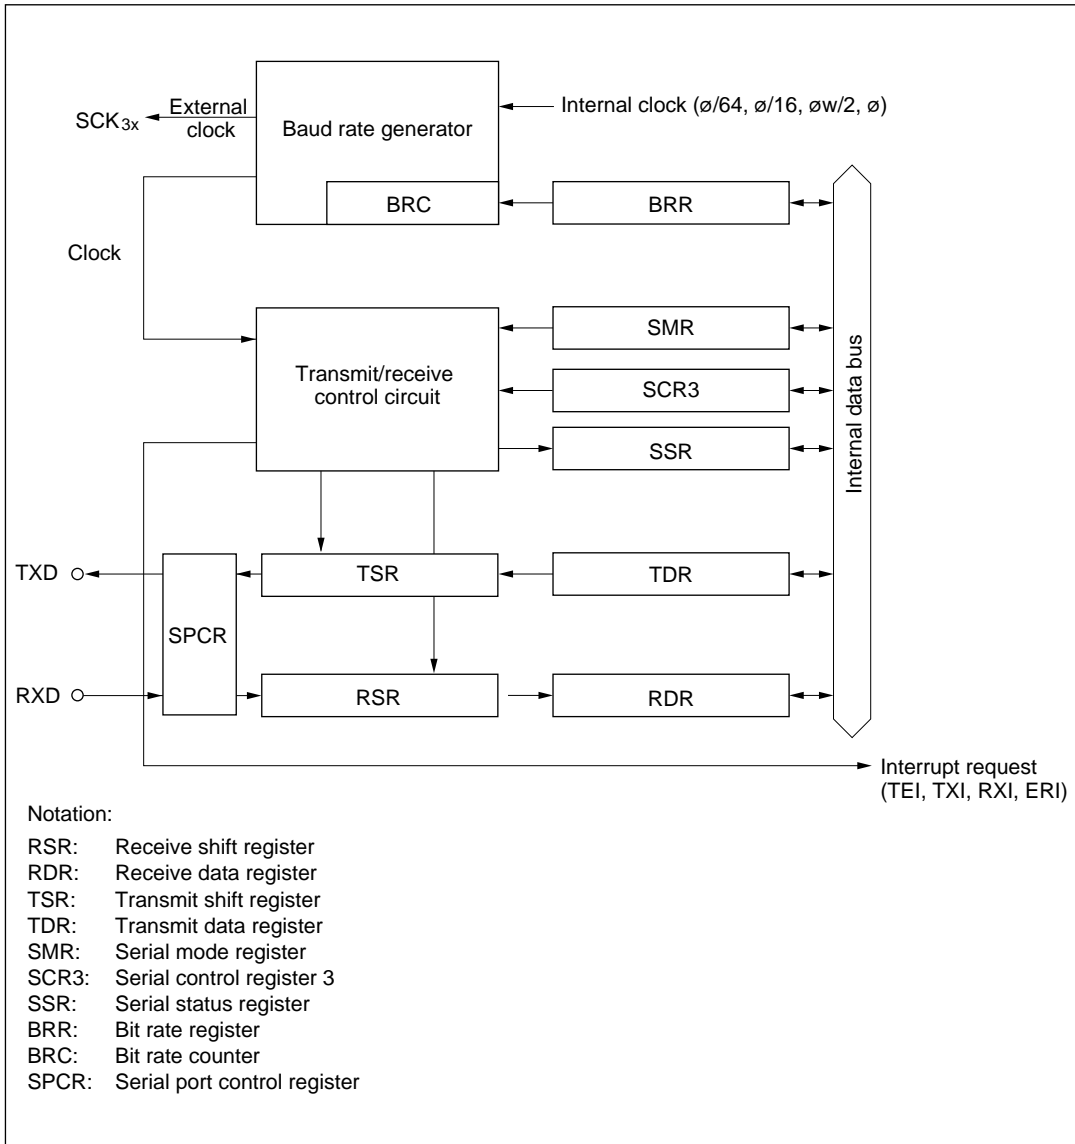 SCK3x
External
clock
Baud rate generator
Internal clock (ø/64, ø/16, øw/2, ø)
BRC
BRR
Clock
Transmit/receive
control circuit
SMR
SCR3
SSR
Internal data bus
TXD
SPCR
TSR
TDR
RXD
RSR
RDR
Interrupt request
(TEI, TXI, RXI, ERI)
Notation:
RSR: Receive shift register
RDR: Receive data register
TSR: Transmit shift register
TDR: Transmit data register
SMR: Serial mode register
SCR3: Serial control register 3
SSR: Serial status register
BRR: Bit rate register
BRC: Bit rate counter
SPCR: Serial port control register